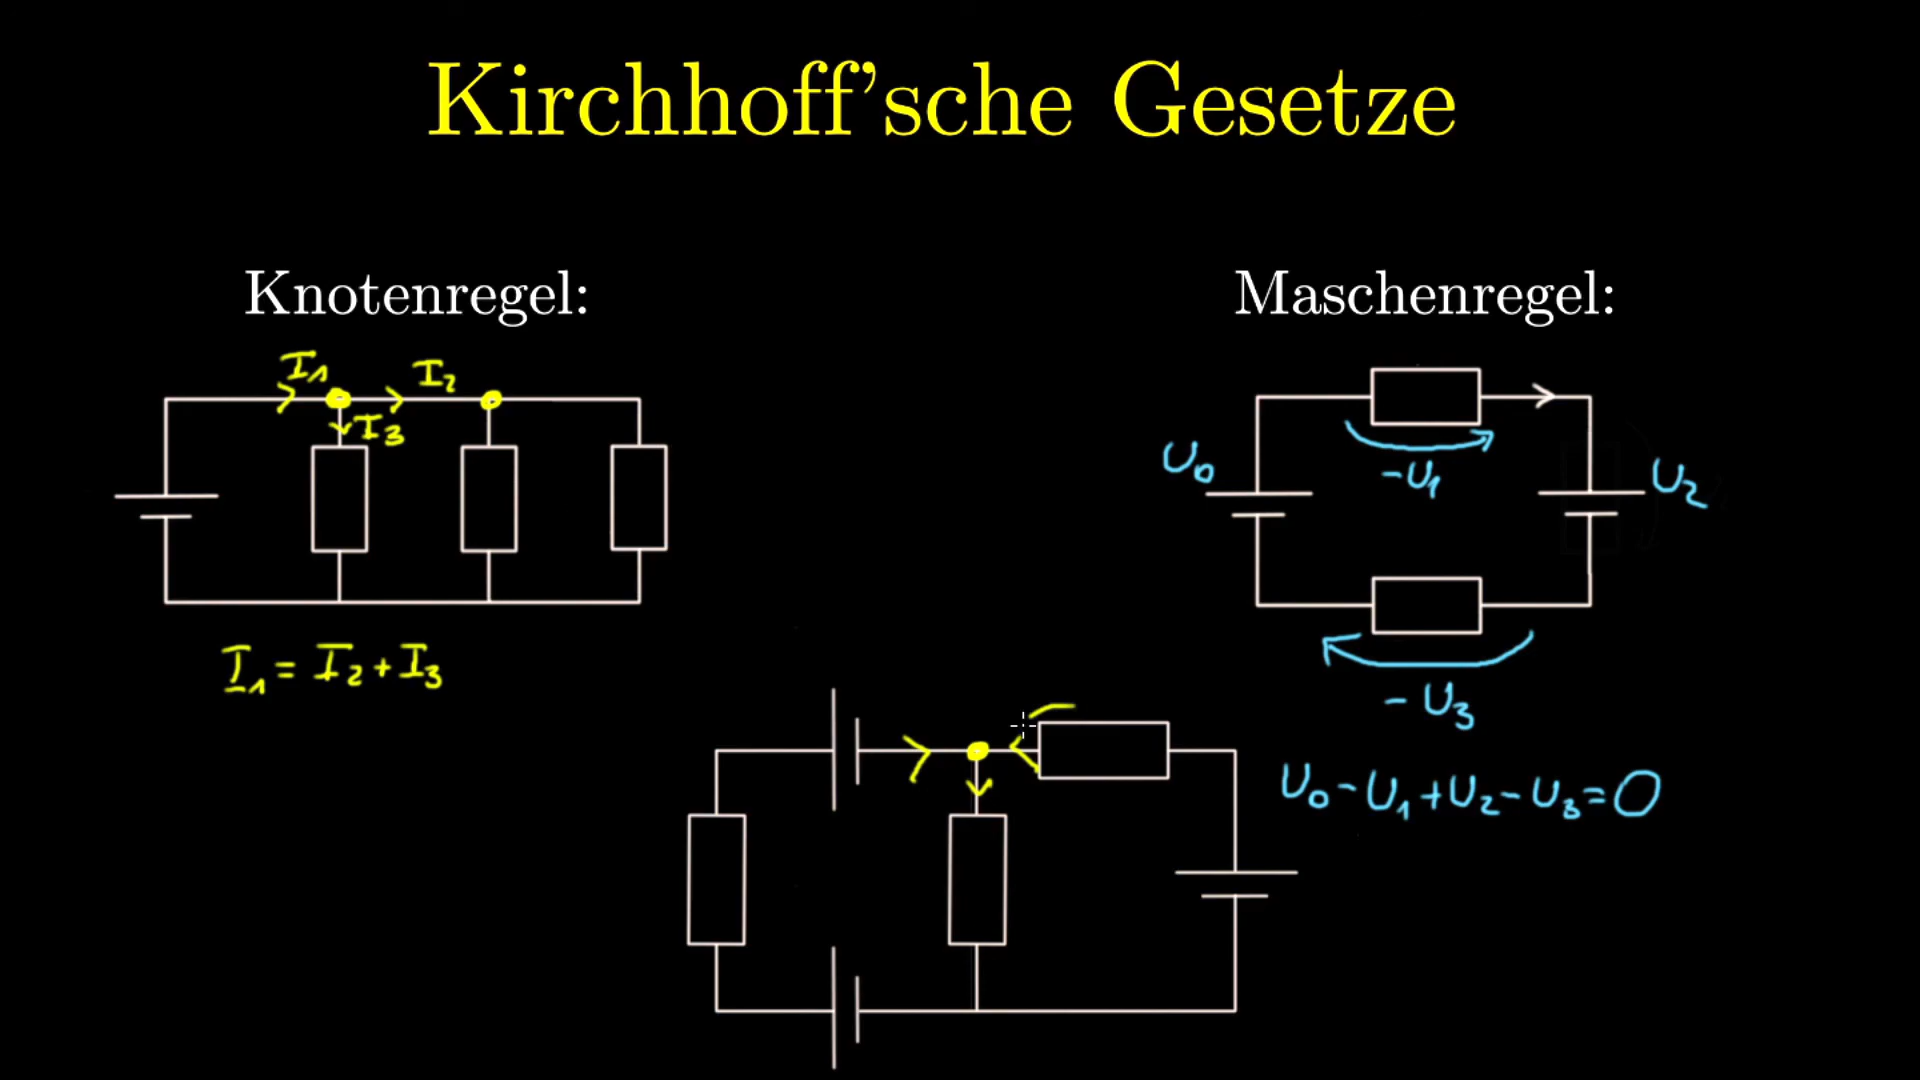 Kirchhoff'sche Gesetze
Knotenregel:
I₁ I₂
I₃
I₁ = I₂ + I₃
Maschenregel:
U₀ -U₁ U₂
- U₃
U₀ - U₁ + U₂ - U₃ = 0